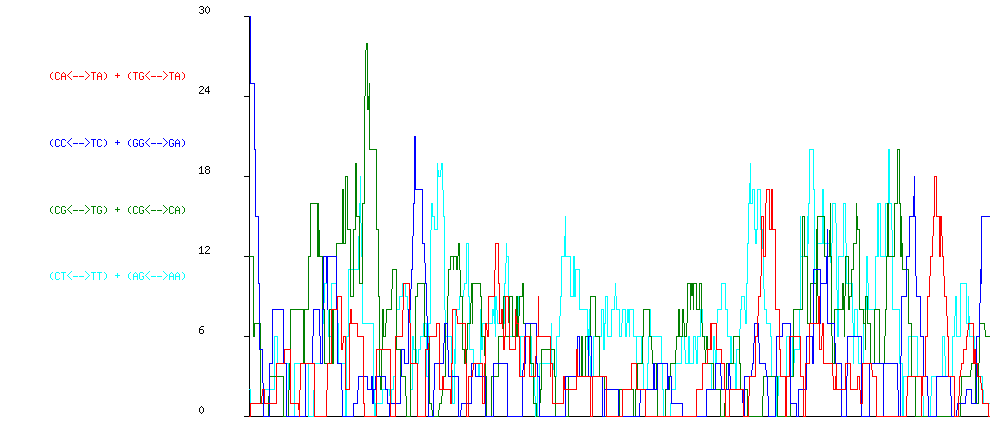 30
(CA<-->TA) + (TG<-->TA)
24
(CC<-->TC) + (GG<-->GA)
18
(CG<-->TG) + (CG<-->CA)
12
(CT<-->TT) + (AG<-->AA)
6
0